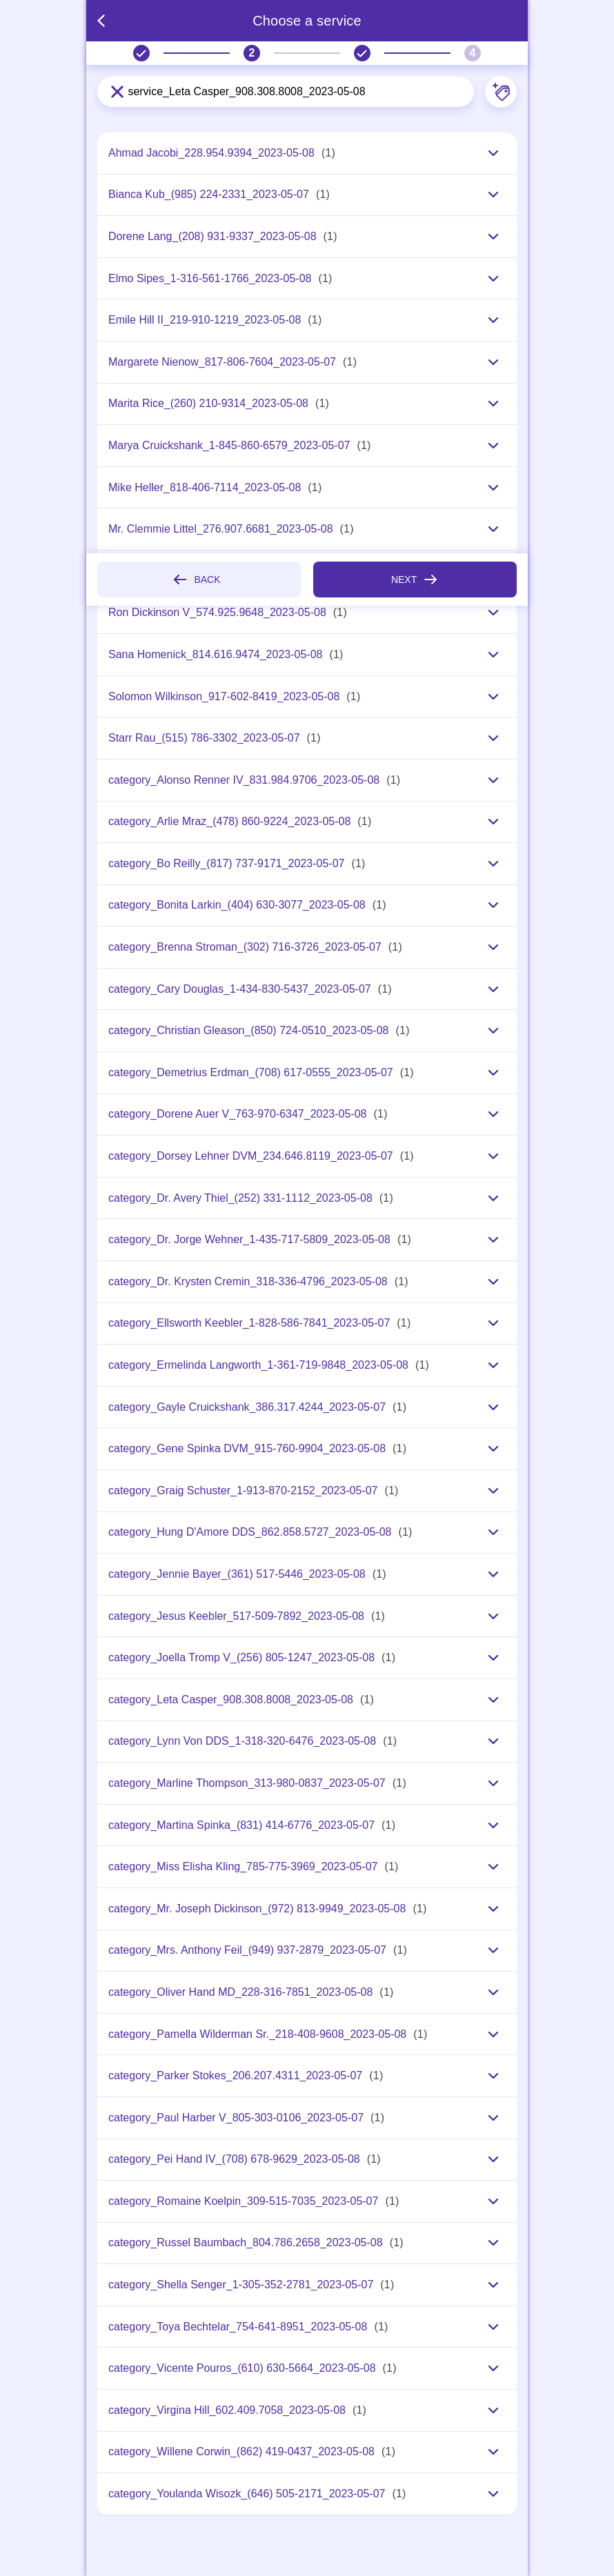 Choose a service
2
4
service_Leta Casper_908.308.8008_2023-05-08
Ahmad Jacobi_228.954.9394_2023-05-08 (1)
Bianca Kub_(985) 224-2331_2023-05-07 (1)
Dorene Lang_(208) 931-9337_2023-05-08 (1)
Elmo Sipes_1-316-561-1766_2023-05-08 (1)
Emile Hill II_219-910-1219_2023-05-08 (1)
Margarete Nienow_817-806-7604_2023-05-07 (1)
Marita Rice_(260) 210-9314_2023-05-08 (1)
Marya Cruickshank_1-845-860-6579_2023-05-07 (1)
Mike Heller_818-406-7114_2023-05-08 (1)
Mr. Clemmie Littel_276.907.6681_2023-05-08 (1)
BACK
NEXT
Ron Dickinson V_574.925.9648_2023-05-08 (1)
Sana Homenick_814.616.9474_2023-05-08 (1)
Solomon Wilkinson_917-602-8419_2023-05-08 (1)
Starr Rau_(515) 786-3302_2023-05-07 (1)
category_Alonso Renner IV_831.984.9706_2023-05-08 (1)
category_Arlie Mraz_(478) 860-9224_2023-05-08 (1)
category_Bo Reilly_(817) 737-9171_2023-05-07 (1)
category_Bonita Larkin_(404) 630-3077_2023-05-08 (1)
category_Brenna Stroman_(302) 716-3726_2023-05-07 (1)
category_Cary Douglas_1-434-830-5437_2023-05-07 (1)
category_Christian Gleason_(850) 724-0510_2023-05-08 (1)
category_Demetrius Erdman_(708) 617-0555_2023-05-07 (1)
category_Dorene Auer V_763-970-6347_2023-05-08 (1)
category_Dorsey Lehner DVM_234.646.8119_2023-05-07 (1)
category_Dr. Avery Thiel_(252) 331-1112_2023-05-08 (1)
category_Dr. Jorge Wehner_1-435-717-5809_2023-05-08 (1)
category_Dr. Krysten Cremin_318-336-4796_2023-05-08 (1)
category_Ellsworth Keebler_1-828-586-7841_2023-05-07 (1)
category_Ermelinda Langworth_1-361-719-9848_2023-05-08 (1)
category_Gayle Cruickshank_386.317.4244_2023-05-07 (1)
category_Gene Spinka DVM_915-760-9904_2023-05-08 (1)
category_Graig Schuster_1-913-870-2152_2023-05-07 (1)
category_Hung D'Amore DDS_862.858.5727_2023-05-08 (1)
category_Jennie Bayer_(361) 517-5446_2023-05-08 (1)
category_Jesus Keebler_517-509-7892_2023-05-08 (1)
category_Joella Tromp V_(256) 805-1247_2023-05-08 (1)
category_Leta Casper_908.308.8008_2023-05-08 (1)
category_Lynn Von DDS_1-318-320-6476_2023-05-08 (1)
category_Marline Thompson_313-980-0837_2023-05-07 (1)
category_Martina Spinka_(831) 414-6776_2023-05-07 (1)
category_Miss Elisha Kling_785-775-3969_2023-05-07 (1)
category_Mr. Joseph Dickinson_(972) 813-9949_2023-05-08 (1)
category_Mrs. Anthony Feil_(949) 937-2879_2023-05-07 (1)
category_Oliver Hand MD_228-316-7851_2023-05-08 (1)
category_Pamella Wilderman Sr._218-408-9608_2023-05-08 (1)
category_Parker Stokes_206.207.4311_2023-05-07 (1)
category_Paul Harber V_805-303-0106_2023-05-07 (1)
category_Pei Hand IV_(708) 678-9629_2023-05-08 (1)
category_Romaine Koelpin_309-515-7035_2023-05-07 (1)
category_Russel Baumbach_804.786.2658_2023-05-08 (1)
category_Shella Senger_1-305-352-2781_2023-05-07 (1)
category_Toya Bechtelar_754-641-8951_2023-05-08 (1)
category_Vicente Pouros_(610) 630-5664_2023-05-08 (1)
category_Virgina Hill_602.409.7058_2023-05-08 (1)
category_Willene Corwin_(862) 419-0437_2023-05-08 (1)
category_Youlanda Wisozk_(646) 505-2171_2023-05-07 (1)